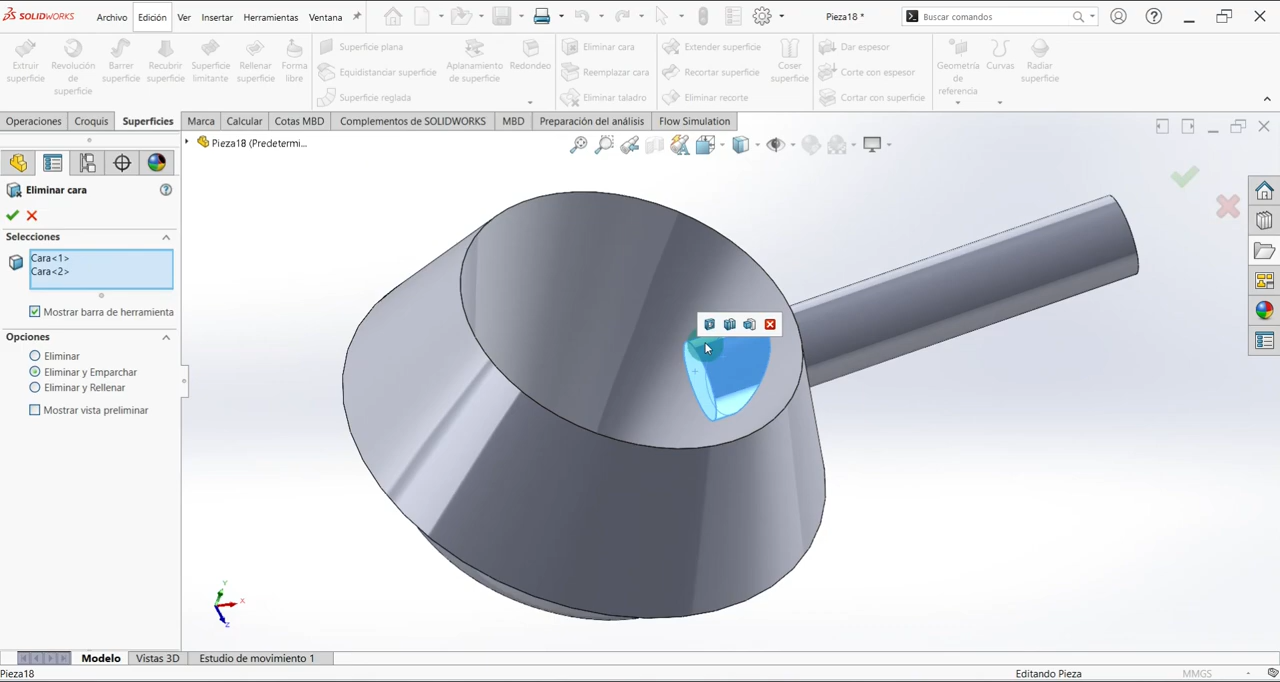 SOLIDWORKS Archivo Edición Ver Insertar Herramientas Ventana Pieza18 * Buscar comandos
Extruir superficie
Revolución de superficie
Barrer superficie
Recubrir superficie
Superficie limitante
Rellenar superficie
Forma libre
Superficie plana
Equidistanciar superficie
Superficie reglada
Aplanamiento de superficie
Redondeo
Eliminar cara
Reemplazar cara
Eliminar taladro
Extender superficie
Recortar superficie
Eliminar recorte
Coser superficie
Dar espesor
Corte con espesor
Cortar con superficie
Geometría de referencia
Curvas
Radiar superficie
Operaciones Croquis Superficies Marca Calcular Cotas MBD Complementos de SOLIDWORKS MBD Preparación del análisis Flow Simulation
Pieza18 (Predetermi...
Eliminar cara
Selecciones
Cara<1>
Cara<2>
Mostrar barra de herramienta
Opciones
Eliminar
Eliminar y Emparchar
Eliminar y Rellenar
Mostrar vista preliminar
Y
X
Z
Modelo Vistas 3D Estudio de movimiento 1
Pieza18 Editando Pieza MMGS